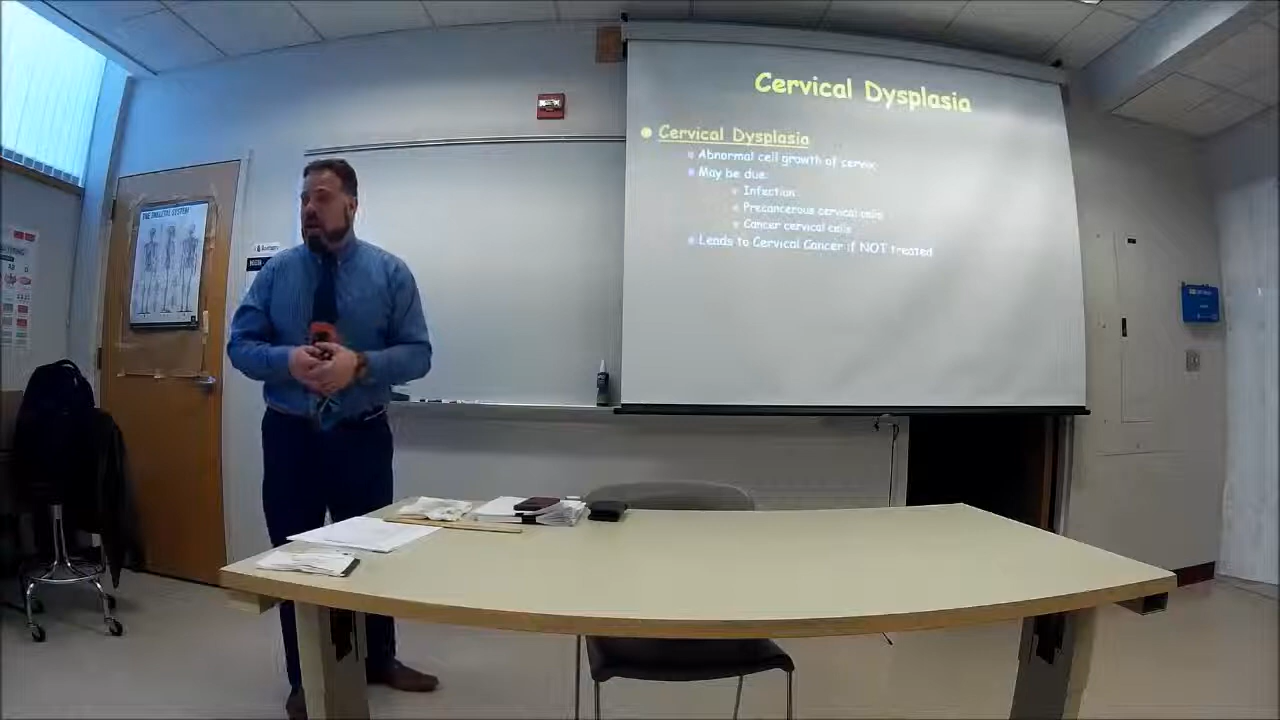 Cervical Dysplasia
Cervical Dysplasia
Abnormal cell growth of cervix
May be due:
Infection
Precancerous cervical cells
Cancer cervical cells
Leads to Cervical Cancer if NOT treated
THE SKELETAL SYSTEM